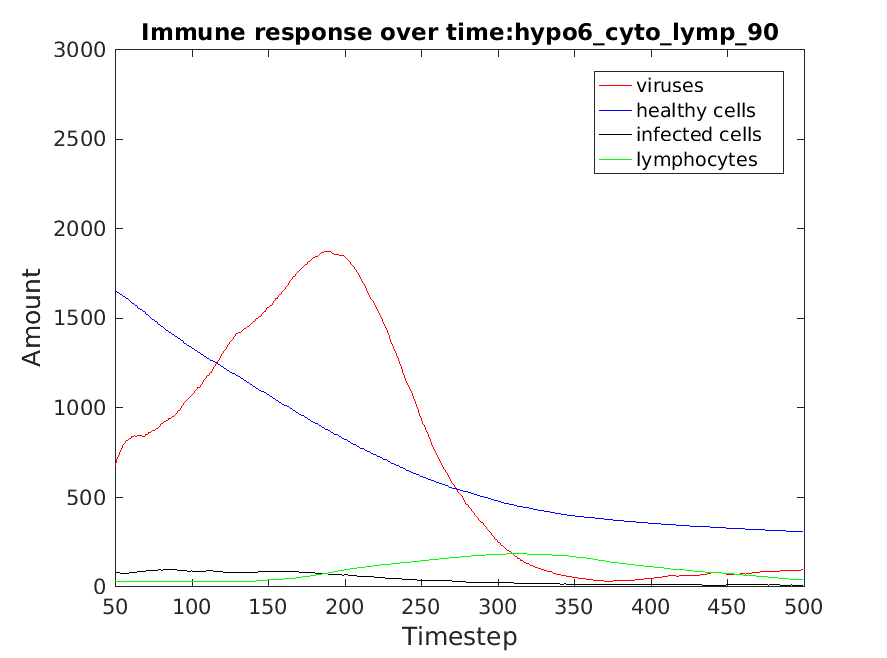 Immune response over time:hypo6_cyto_lymp_90
3000
2500
2000
1500
1000
500
0
Amount
viruses
healthy cells
infected cells
lymphocytes
50 100 150 200 250 300 350 400 450 500
Timestep